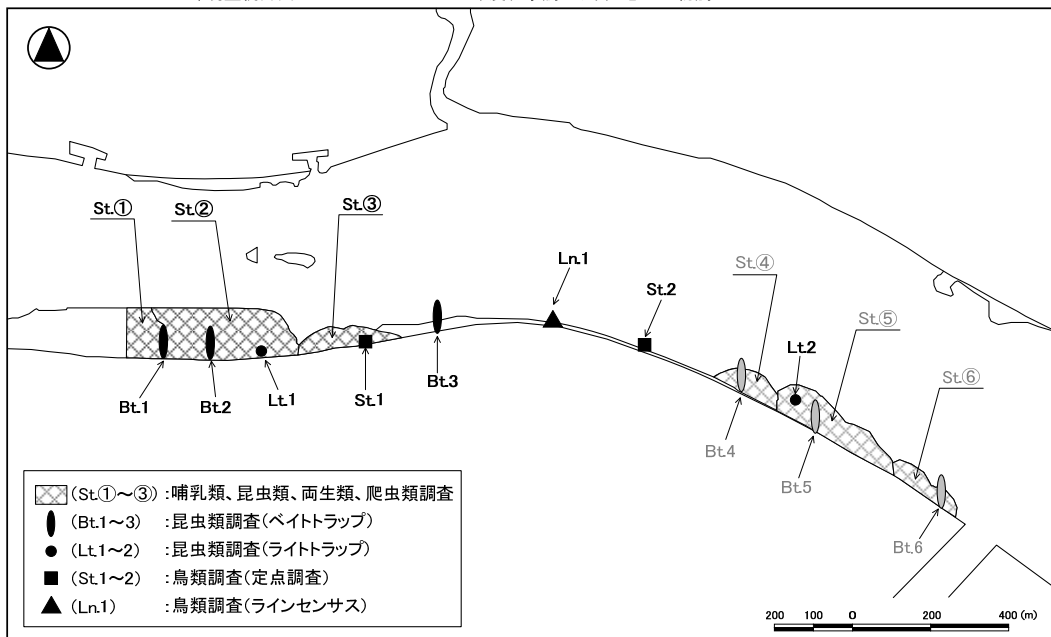 St.① St.② St.③
Ln.1
St.2
St.④
St.⑤
Lt.2
St.⑥
Bt.1 Bt.2 Lt.1 St.1 Bt.3
Bt.4
Bt.5
Bt.6
(St.①～③) :哺乳類、昆虫類、両生類、爬虫類調査
(Bt.1～3) :昆虫類調査(ベイトトラップ)
(Lt.1～2) :昆虫類調査(ライトトラップ)
(St.1～2) :鳥類調査(定点調査)
(Ln.1) :鳥類調査(ラインセンサス)
200 100 0 200 400 (m)